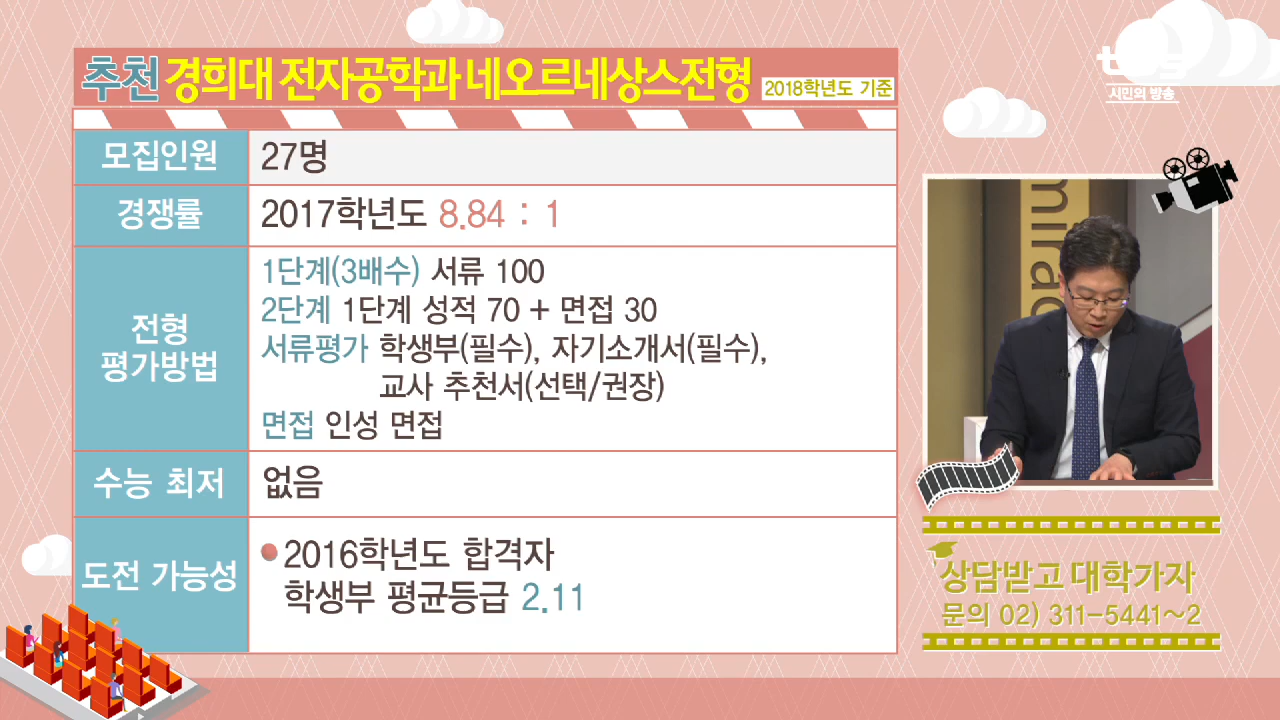 추천 경희대 전자공학과 네오르네상스전형 2018학년도 기준
모집인원
27명
경쟁률
2017학년도 8.84 : 1
전형
평가방법
1단계(3배수) 서류 100
2단계 1단계 성적 70 + 면접 30
서류평가 학생부(필수), 자기소개서(필수),
교사 추천서(선택/권장)
면접 인성 면접
수능 최저
없음
도전 가능성
2016학년도 합격자
학생부 평균등급 2.11
시민의 방송
상담받고 대학가자
문의 02) 311-5441~2